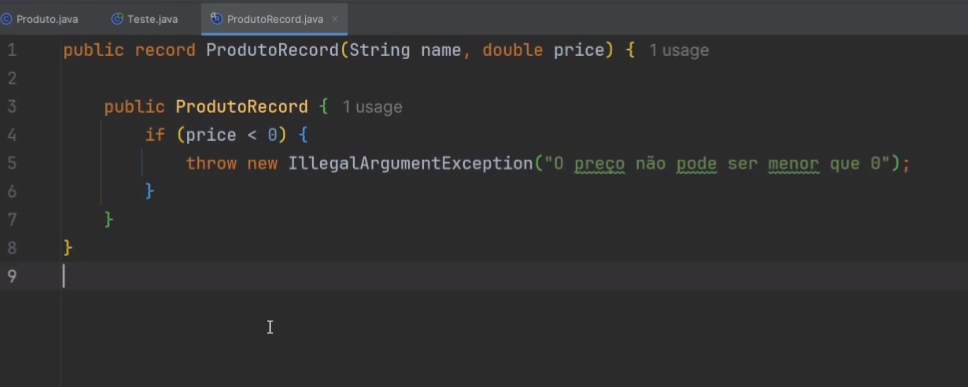 Produto.java Teste.java ProdutoRecord.java ×
1 public record ProdutoRecord(String name, double price) { 1 usage
2
3 public ProdutoRecord { 1 usage
4 if (price < 0) {
5 throw new IllegalArgumentException("O preço não pode ser menor que 0");
6 }
7 }
8 }
9